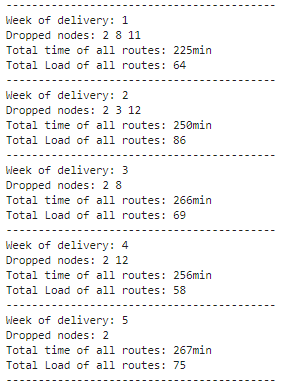 ----------------------------------------
Week of delivery: 1
Dropped nodes: 2 8 11
Total time of all routes: 225min
Total Load of all routes: 64
----------------------------------------
Week of delivery: 2
Dropped nodes: 2 3 12
Total time of all routes: 250min
Total Load of all routes: 86
----------------------------------------
Week of delivery: 3
Dropped nodes: 2 8
Total time of all routes: 266min
Total Load of all routes: 69
----------------------------------------
Week of delivery: 4
Dropped nodes: 2 12
Total time of all routes: 256min
Total Load of all routes: 58
----------------------------------------
Week of delivery: 5
Dropped nodes: 2
Total time of all routes: 267min
Total Load of all routes: 75
----------------------------------------